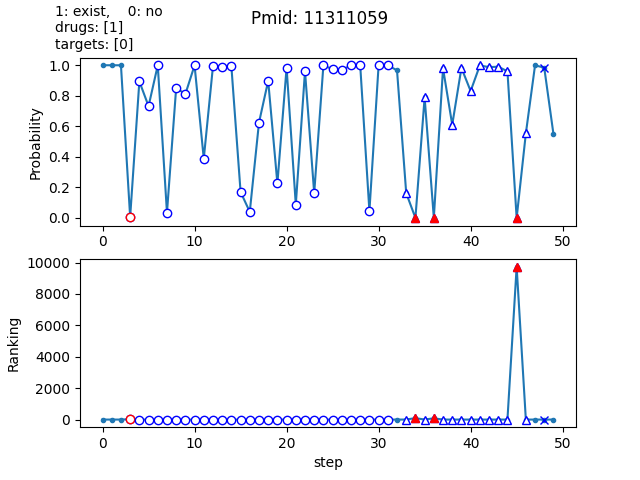 1: exist,    0: no
drugs: [1]
targets: [0]
Pmid: 11311059
1.0
0.8
0.6
0.4
0.2
0.0
Probability
0 10 20 30 40 50
10000
8000
6000
4000
2000
0
Ranking
0 10 20 30 40 50
step